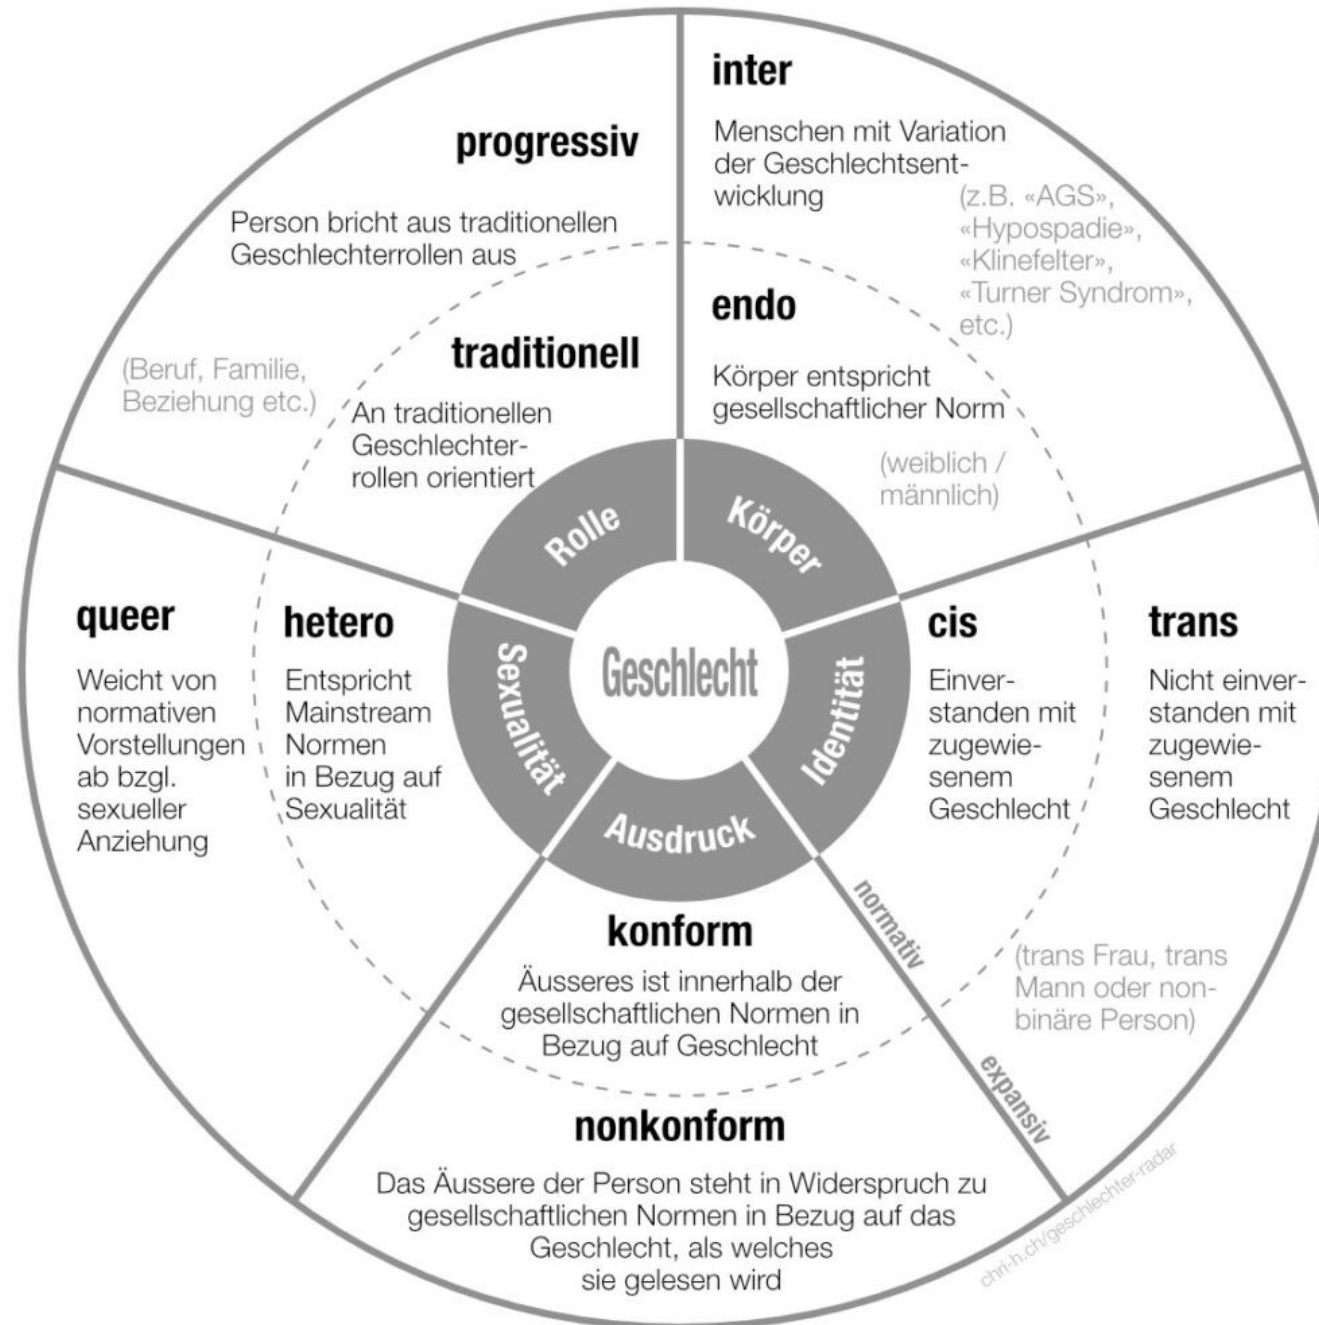 progressiv
Person bricht aus traditionellen
Geschlechterrollen aus
(Beruf, Familie,
Beziehung etc.)
traditionell
An traditionellen
Geschlechter-
rollen orientiert
inter
Menschen mit Variation
der Geschlechtsent-
wicklung
(z.B. «AGS»,
«Hypospadie»,
«Klinefelter»,
«Turner Syndrom»,
etc.)
endo
Körper entspricht
gesellschaftlicher Norm
(weiblich /
männlich)
Rolle
Körper
Identität
Ausdruck
Sexualität
Geschlecht
queer
Weicht von
normativen
Vorstellungen
ab bzgl.
sexueller
Anziehung
hetero
Entspricht
Mainstream
Normen
in Bezug auf
Sexualität
cis
Einver-
standen mit
zugewie-
senem
Geschlecht
trans
Nicht einver-
standen mit
zugewie-
senem
Geschlecht
(trans Frau, trans
Mann oder non-
binäre Person)
normativ
expansiv
konform
Äusseres ist innerhalb der
gesellschaftlichen Normen in
Bezug auf Geschlecht
nonkonform
Das Äussere der Person steht in Widerspruch zu
gesellschaftlichen Normen in Bezug auf das
Geschlecht, als welches
sie gelesen wird
chri-h.ch/geschlechter-radar